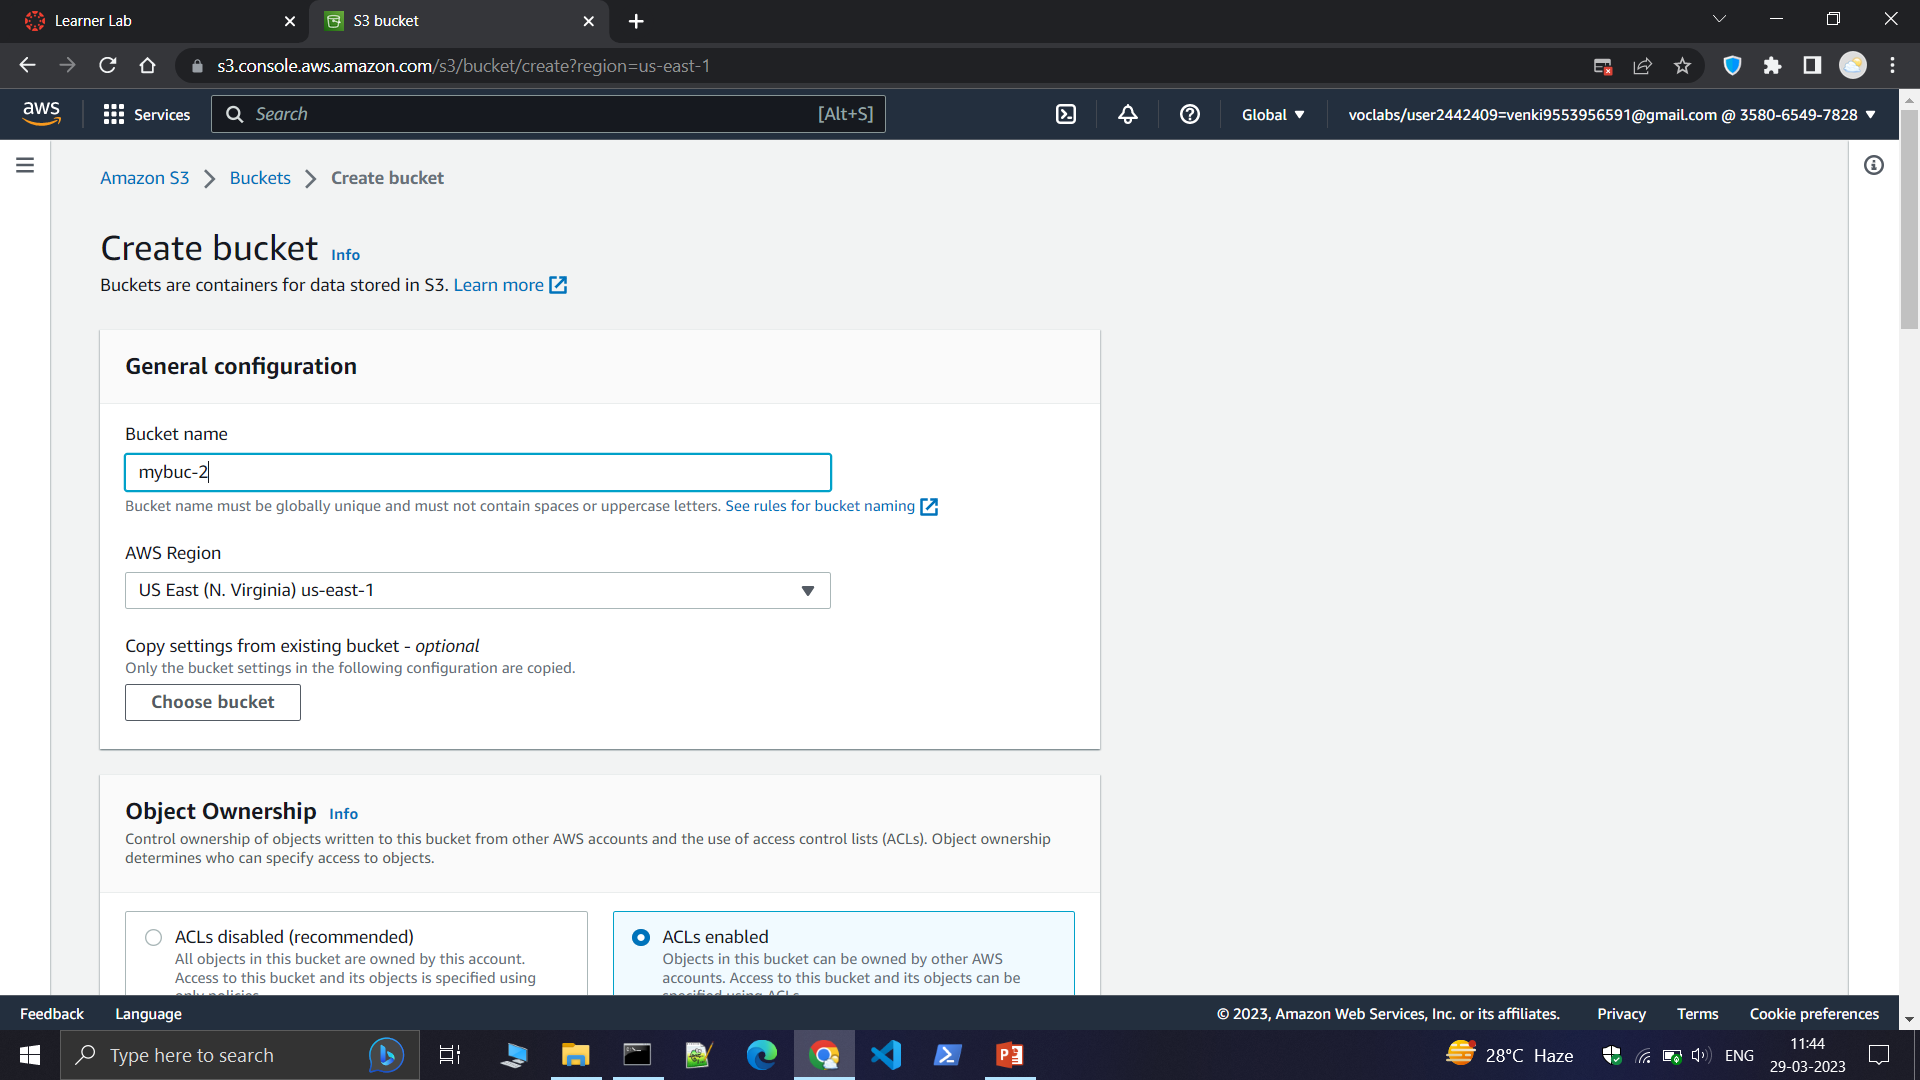 Learner Lab
S3 bucket
s3.console.aws.amazon.com/s3/bucket/create?region=us-east-1
aws
Services
Search
[Alt+S]
Global
voclabs/user2442409=venki9553956591@gmail.com @ 3580-6549-7828
Amazon S3
Buckets
Create bucket
Create bucket Info
Buckets are containers for data stored in S3. Learn more
General configuration
Bucket name
mybuc-2
Bucket name must be globally unique and must not contain spaces or uppercase letters. See rules for bucket naming
AWS Region
US East (N. Virginia) us-east-1
Copy settings from existing bucket - optional
Only the bucket settings in the following configuration are copied.
Choose bucket
Object Ownership Info
Control ownership of objects written to this bucket from other AWS accounts and the use of access control lists (ACLs). Object ownership
determines who can specify access to objects.
ACLs disabled (recommended)
All objects in this bucket are owned by this account.
Access to this bucket and its objects is specified using
only policies.
ACLs enabled
Objects in this bucket can be owned by other AWS
accounts. Access to this bucket and its objects can be
specified using ACLs.
Feedback
Language
© 2023, Amazon Web Services, Inc. or its affiliates.
Privacy
Terms
Cookie preferences
Type here to search
28°C Haze
ENG
11:44
29-03-2023